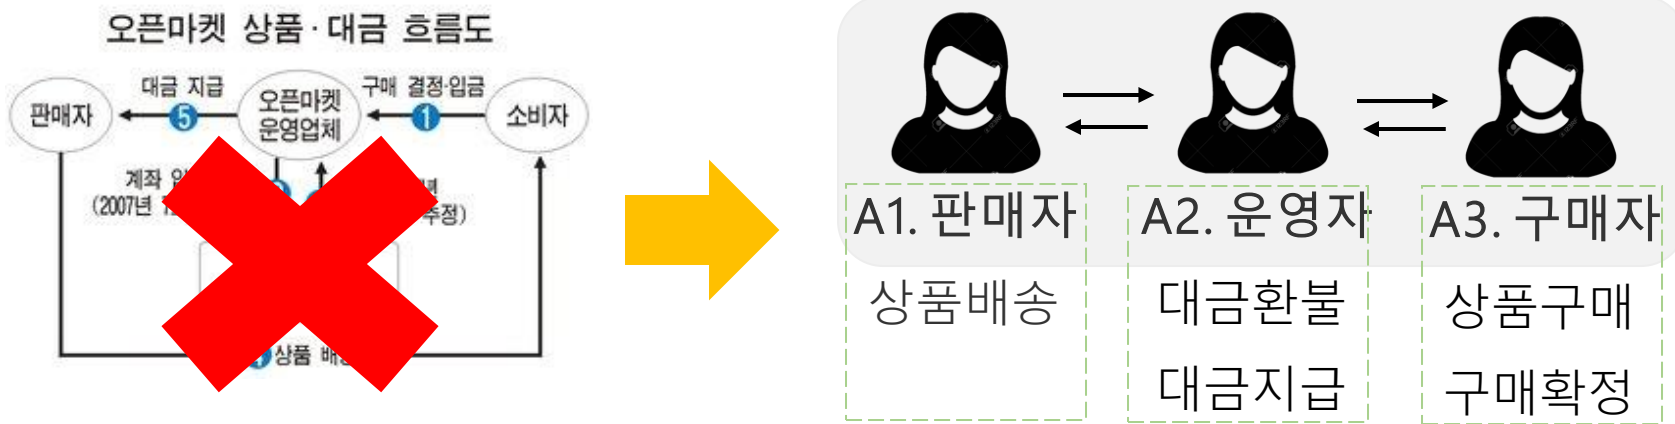 오픈마켓 상품·대금 흐름도
대금 지급
구매 결정·입금
판매자
5
오픈마켓
운영업체
1
소비자
계좌
(2007년
추정)
상품
A1. 판매자
A2. 운영자
A3. 구매자
상품배송
대금환불
상품구매
대금지급
구매확정